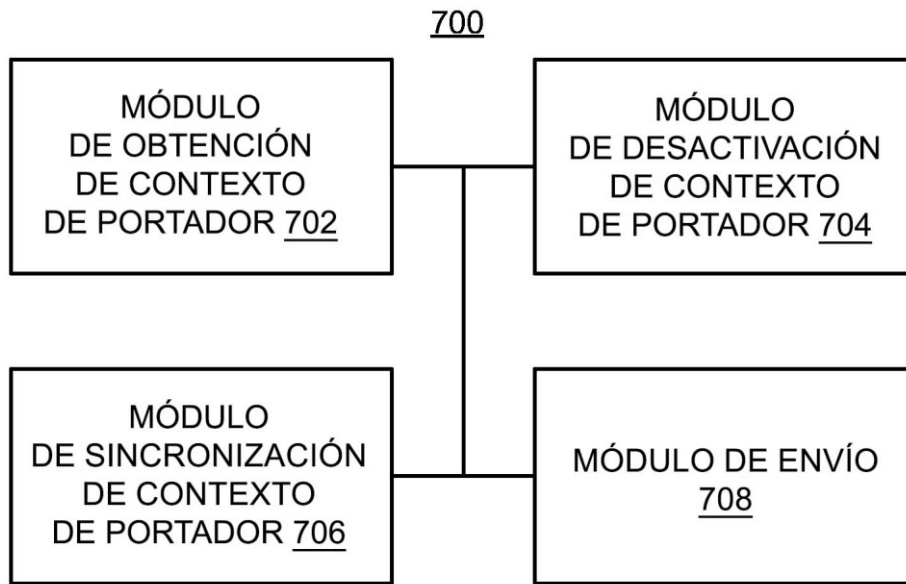 700
MÓDULO
DE OBTENCIÓN
DE CONTEXTO
DE PORTADOR 702
MÓDULO
DE DESACTIVACIÓN
DE CONTEXTO
DE PORTADOR 704
MÓDULO
DE SINCRONIZACIÓN
DE CONTEXTO
DE PORTADOR 706
MÓDULO DE ENVÍO
708